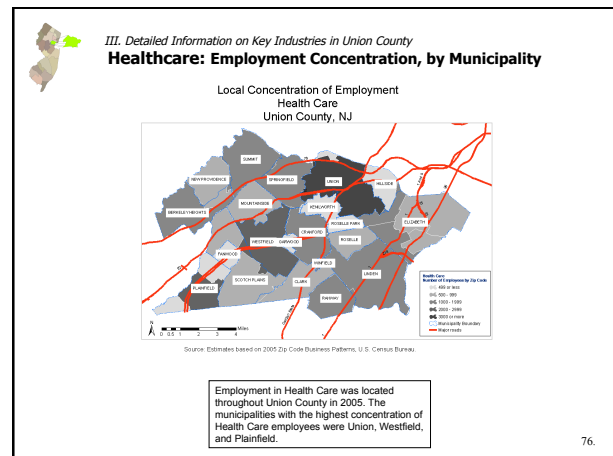 III. Detailed Information on Key Industries in Union County
Healthcare: Employment Concentration, by Municipality
Local Concentration of Employment
Health Care
Union County, NJ
SUMMIT
NEW PROVIDENCE
SPRINGFIELD
UNION
HILLSIDE
BERKELEY HEIGHTS
MOUNTAINSIDE
KENILWORTH
ROSELLE PARK
ELIZABETH
WESTFIELD
GARWOOD
CRANFORD
ROSELLE
FANWOOD
WINFIELD
SCOTCH PLAINS
CLARK
LINDEN
PLAINFIELD
RAHWAY
Health Care
Number of Employees by Zip Code
499 or less
500 - 999
1000 - 1999
2000 - 2999
3000 or more
Municipality Boundary
Major roads
N
0 0.5 1 2 3 4
Miles
Source: Estimates based on 2005 Zip Code Business Patterns, U.S. Census Bureau.
Employment in Health Care was located
throughout Union County in 2005. The
municipalities with the highest concentration of
Health Care employees were Union, Westfield,
and Plainfield.
76.